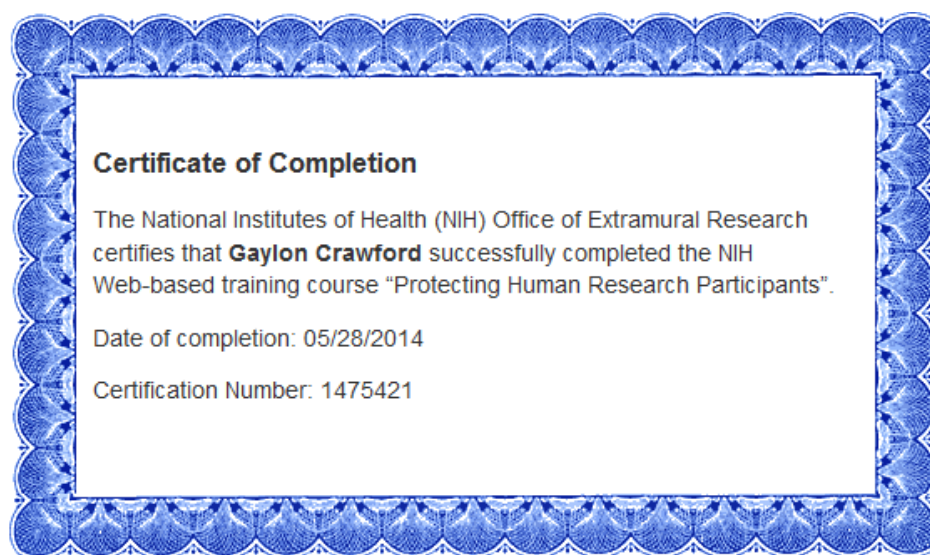 Certificate of Completion
The National Institutes of Health (NIH) Office of Extramural Research
certifies that Gaylon Crawford successfully completed the NIH
Web-based training course “Protecting Human Research Participants”.
Date of completion: 05/28/2014
Certification Number: 1475421